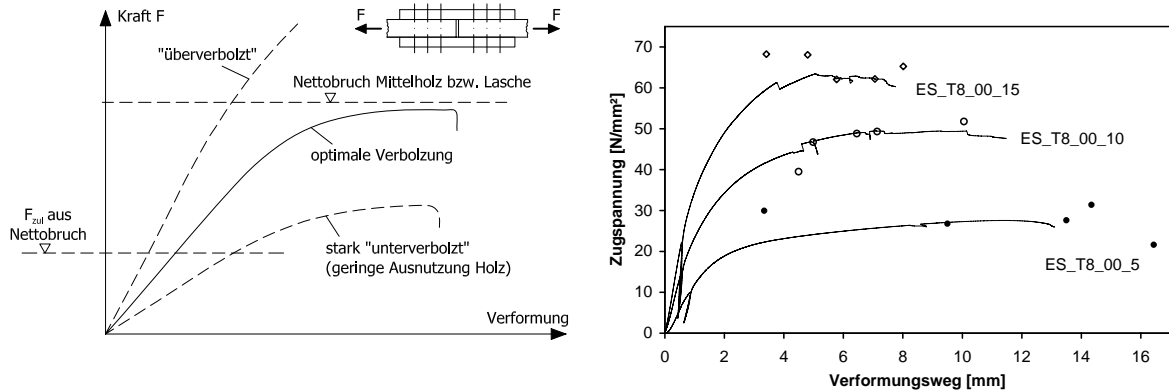 Kraft F
F
F
"überverbolzt"
Nettobruch Mittelholz bzw. Lasche
optimale Verbolzung
Fzul aus
Nettobruch
stark "unterverbolzt"
(geringe Ausnutzung Holz)
Verformung
Zugspannung [N/mm²]
70
60
50
40
30
20
10
0
ES_T8_00_15
ES_T8_00_10
ES_T8_00_5
0 2 4 6 8 10 12 14 16
Verformungsweg [mm]